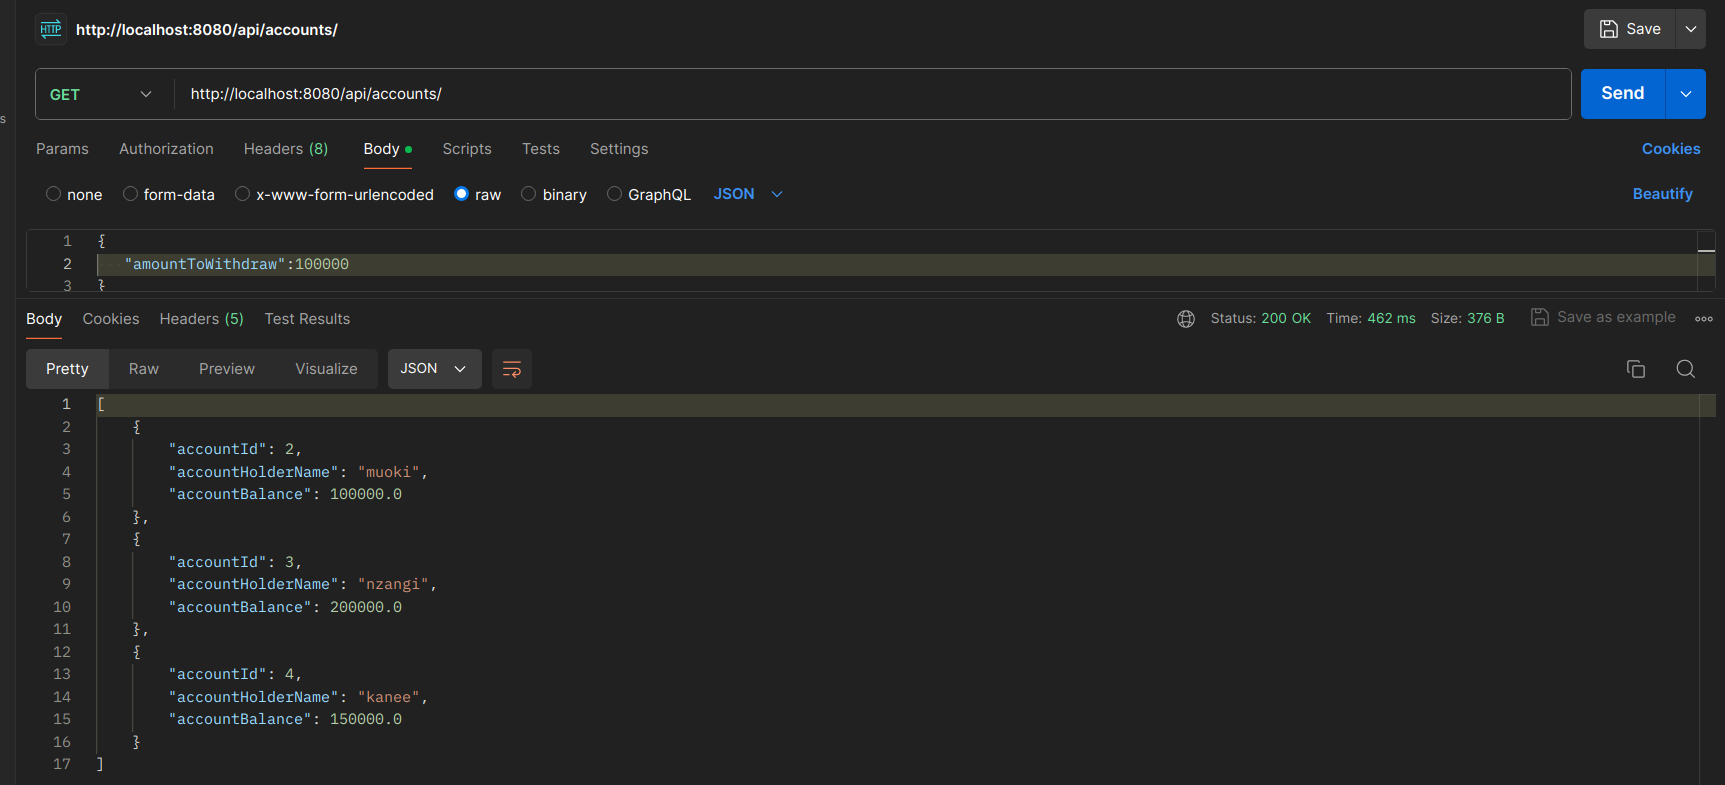 HTTP http://localhost:8080/api/accounts/ Save
GET http://localhost:8080/api/accounts/ Send
s
Params Authorization Headers (8) Body Scripts Tests Settings Cookies
none form-data x-www-form-urlencoded raw binary GraphQL JSON Beautify
1 {
2 "amountToWithdraw":100000
3 }
Body Cookies Headers (5) Test Results Status: 200 OK Time: 462 ms Size: 376 B Save as example
Pretty Raw Preview Visualize JSON
1 [
2 {
3 "accountId": 2,
4 "accountHolderName": "muoki",
5 "accountBalance": 100000.0
6 },
7 {
8 "accountId": 3,
9 "accountHolderName": "nzangi",
10 "accountBalance": 200000.0
11 },
12 {
13 "accountId": 4,
14 "accountHolderName": "kanee",
15 "accountBalance": 150000.0
16 }
17 ]